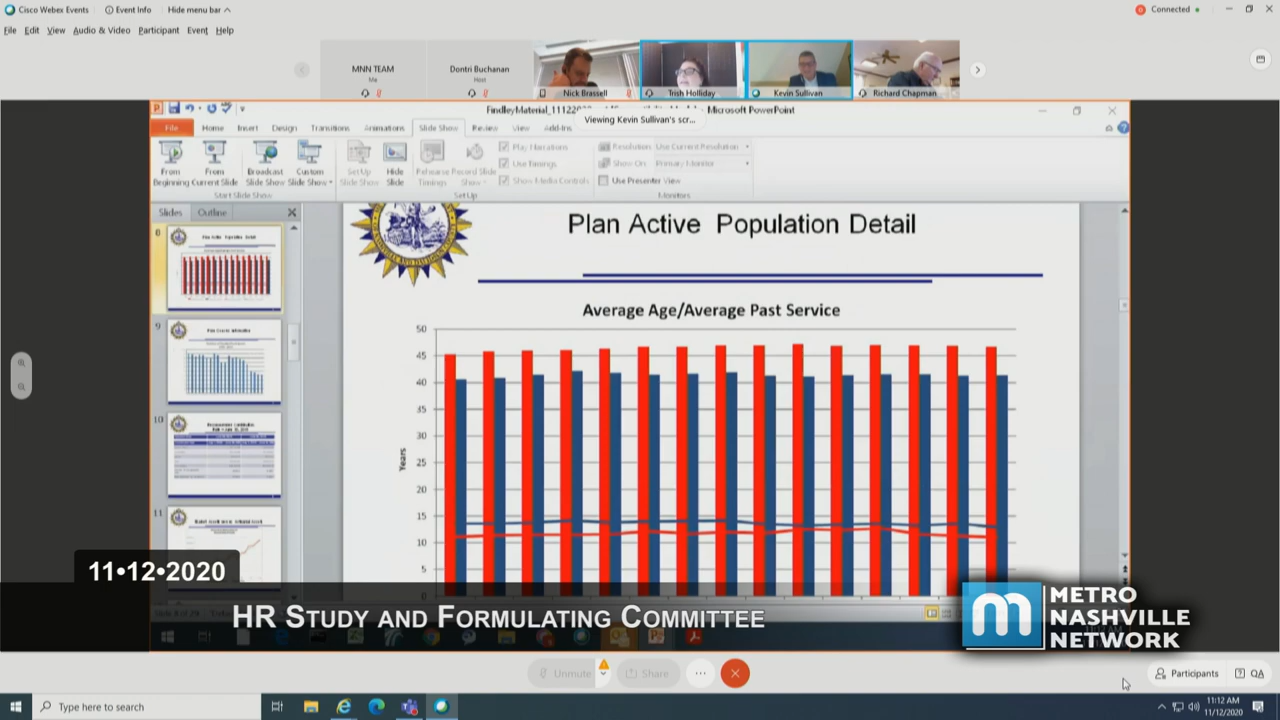 Cisco Webex Events Event Info Hide menu bar Connected
File Edit View Audio & Video Participant Event Help
MNN TEAM
Me
Dontri Buchanan
Host
Nick Brassell
Trish Holliday
Kevin Sullivan
Richard Chapman
Microsoft PowerPoint
Viewing Kevin Sullivan's scr...
File Home Insert Design Transitions Animations Slide Show Review View Add-Ins
From Beginning
From Current Slide
Broadcast Slide Show
Custom Slide Show
Set Up Slide Show
Hide Slide
Rehearse Timings
Record Slide Show
Play Narrations
Use Timings
Show Media Controls
Resolution: Use Current Resolution
Show On: Primary Monitor
Use Presenter View
Start Slide Show
Set Up
Monitors
Slides Outline
8
9
10
11
Plan Active Population Detail
Average Age/Average Past Service
50
45
40
35
30
25
20
15
10
5
0
Years
11•12•2020
HR Study and Formulating Committee
m
METRO
NASHVILLE
NETWORK
Unmute
Share
Participants
Q&A
Type here to search
11:12 AM
11/12/2020